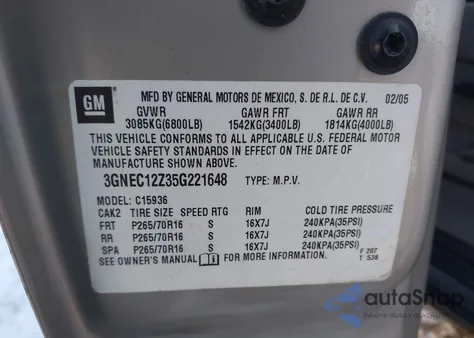 GM
MFD BY GENERAL MOTORS DE MEXICO, S. DE R.L. DE C.V. 02/05
GVWR GAWR FRT GAWR RR
3085KG(6800LB) 1542KG(3400LB) 1814KG(4000LB)
THIS VEHICLE CONFORMS TO ALL APPLICABLE U.S. FEDERAL MOTOR
VEHICLE SAFETY STANDARDS IN EFFECT ON THE DATE OF
MANUFACTURE SHOWN ABOVE.
3GNEC12Z35G221648 TYPE: M.P.V.
MODEL: C15936
CAK2 TIRE SIZE SPEED RTG RIM COLD TIRE PRESSURE
FRT P265/70R16 S 16X7J 240KPA(35PSI)
RR P265/70R16 S 16X7J 240KPA(35PSI)
SPA P265/70R16 S 16X7J 240KPA(35PSI)
SEE OWNER'S MANUAL FOR MORE INFORMATION.
F 207
T 539
autoSnap